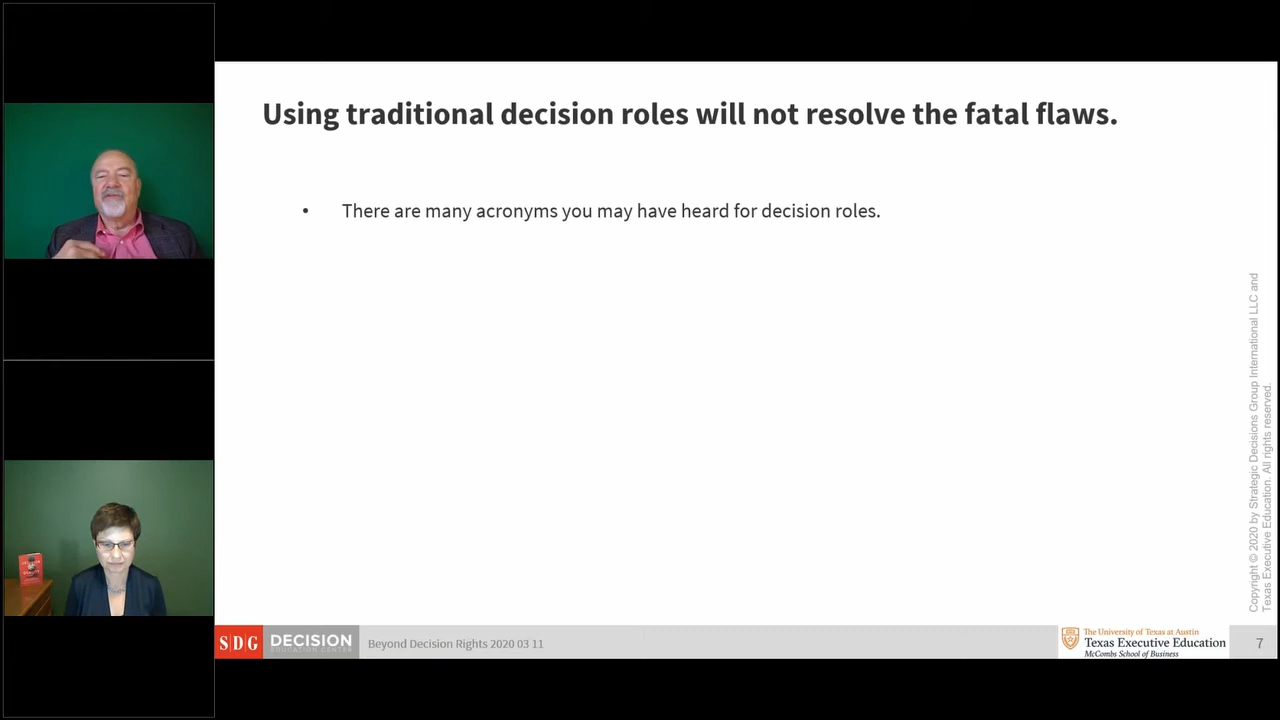 Using traditional decision roles will not resolve the fatal flaws.
• There are many acronyms you may have heard for decision roles.
Copyright © 2020 by Strategic Decisions Group International LLC and
Texas Executive Education. All rights reserved.
SDG DECISION
EDUCATION CENTER
Beyond Decision Rights 2020 03 11
The University of Texas at Austin
Texas Executive Education
McCombs School of Business
7